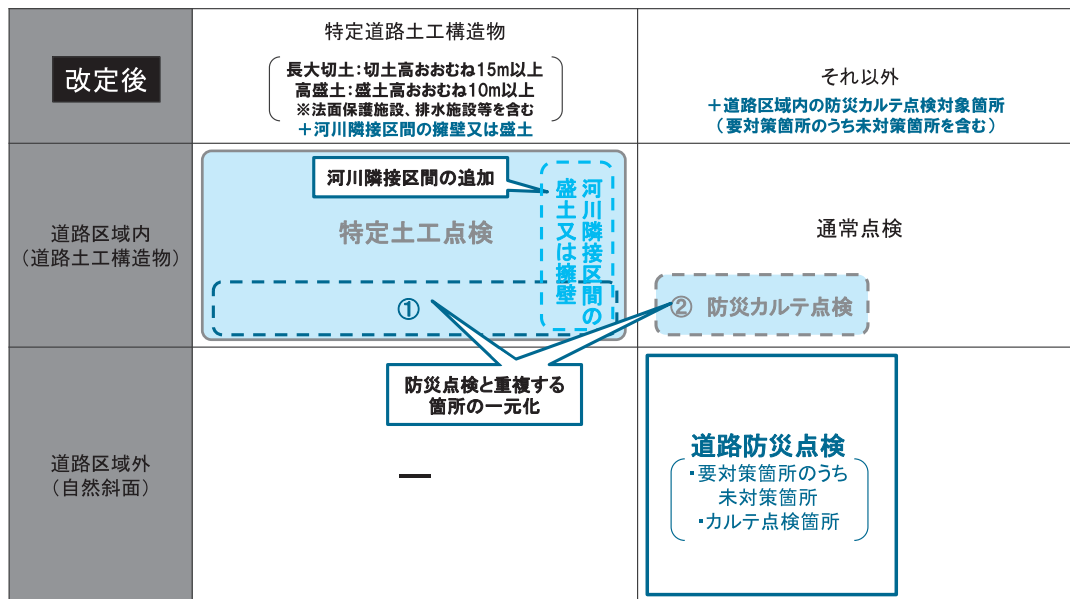 改定後
特定道路土工構造物
長大切土：切土高おおむね15m以上
高盛土：盛土高おおむね10m以上
※法面保護施設、排水施設等を含む
＋河川隣接区間の擁壁又は盛土
それ以外
＋道路区域内の防災カルテ点検対象箇所
（要対策箇所のうち未対策箇所を含む）
道路区域内
（道路土工構造物）
河川隣接区間の追加
特定土工点検
河川隣接区間の
盛土又は擁壁
①
通常点検
② 防災カルテ点検
防災点検と重複する
箇所の一元化
道路区域外
（自然斜面）
―
道路防災点検
・要対策箇所のうち
未対策箇所
・カルテ点検箇所